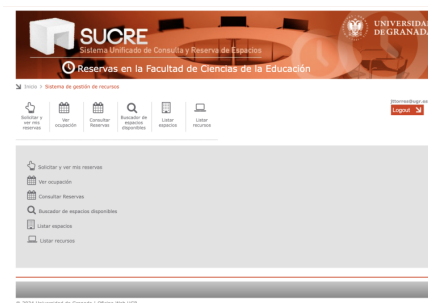 SUCRE
Sistema Unificado de Consulta y Reserva de Espacios
UNIVERSIDAD
DE GRANADA
Reservas en la Facultad de Ciencias de la Educación
Inicio / Sistema de gestión de recursos
Solicitar y ver mis reservas
Ver ocupación
Consultar Reservas
Buscador de espacios disponibles
Listar espacios
Listar recursos
Logout
Solicitar y ver mis reservas
Ver ocupación
Consultar Reservas
Buscador de espacios disponibles
Listar espacios
Listar recursos